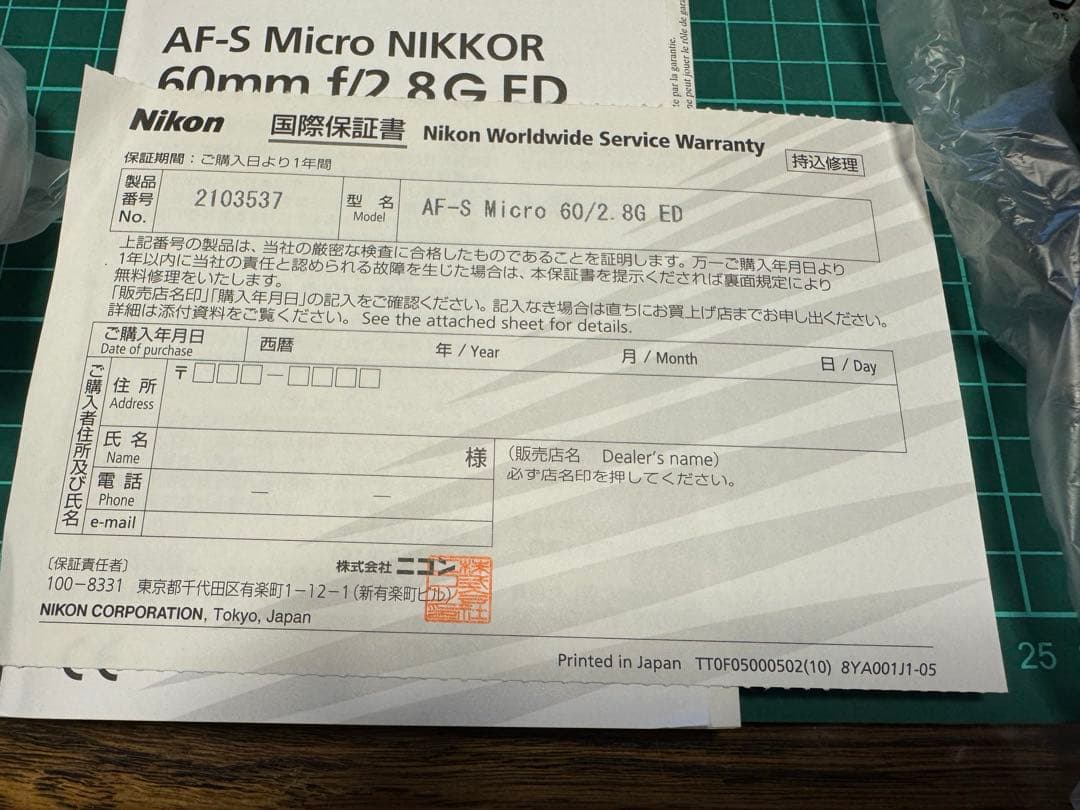 AF-S Micro NIKKOR
60mm f/2.8G ED
te par la garantie.
ne peut jouer le rôle de gara
Nikon 国際保証書 Nikon Worldwide Service Warranty
保証期間：ご購入日より1年間 持込修理
製品番号 No. 2103537 型 名 Model AF-S Micro 60/2.8G ED
上記番号の製品は、当社の厳密な検査に合格したものであることを証明します。万一ご購入年月日より
1年以内に当社の責任と認められる故障を生じた場合は、本保証書を提示くだされば裏面規定により
無料修理をいたします。
「販売店名印」「購入年月日」の記入をご確認ください。記入なき場合は直ちにお買上げ店までお申し出ください。
詳細は添付資料をご覧ください。 See the attached sheet for details.
ご購入年月日 Date of purchase 西暦 年 / Year 月 / Month 日 / Day
ご購入者住所及び氏名
住 所 Address 〒□□□－□□□□
氏 名 Name 様
電 話 Phone — —
e-mail
(販売店名 Dealer's name)
必ず店名印を押してください。
〔保証責任者〕 株式会社 ニコン
100-8331 東京都千代田区有楽町1-12-1(新有楽町ビル)
NIKON CORPORATION, Tokyo, Japan
Printed in Japan TT0F05000502(10) 8YA001J1-05
25